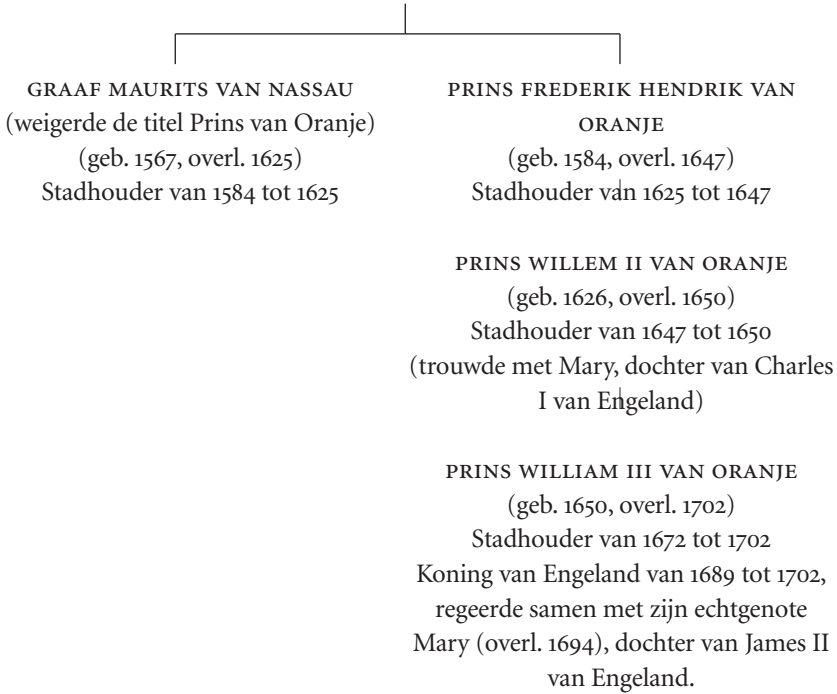 GRAAF MAURITS VAN NASSAU
(weigerde de titel Prins van Oranje)
(geb. 1567, overl. 1625)
Stadhouder van 1584 tot 1625
PRINS FREDERIK HENDRIK VAN
ORANJE
(geb. 1584, overl. 1647)
Stadhouder van 1625 tot 1647
PRINS WILLEM II VAN ORANJE
(geb. 1626, overl. 1650)
Stadhouder van 1647 tot 1650
(trouwde met Mary, dochter van Charles
I van Engeland)
PRINS WILLIAM III VAN ORANJE
(geb. 1650, overl. 1702)
Stadhouder van 1672 tot 1702
Koning van Engeland van 1689 tot 1702,
regeerde samen met zijn echtgenote
Mary (overl. 1694), dochter van James II
van Engeland.